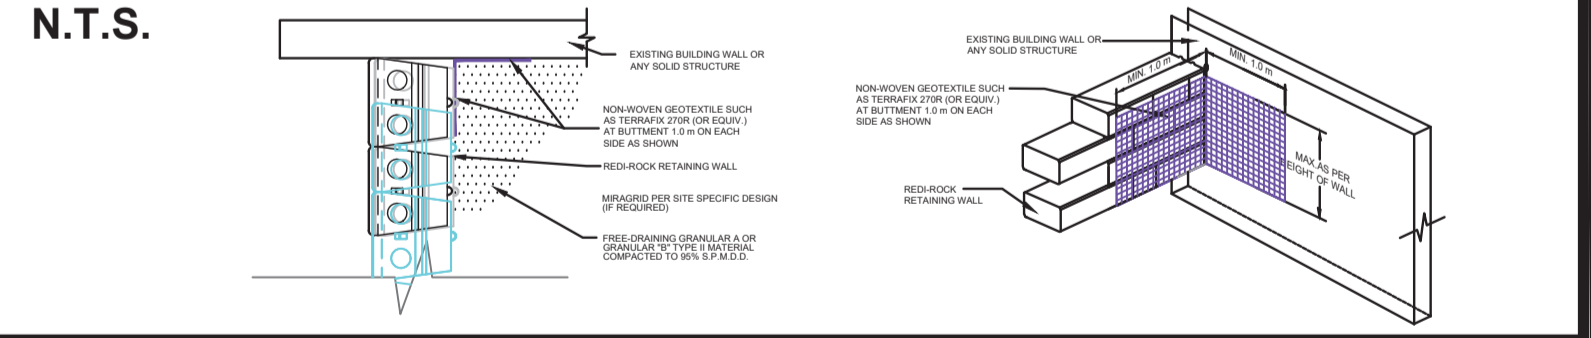 N.T.S.
EXISTING BUILDING WALL OR
ANY SOLID STRUCTURE
NON-WOVEN GEOTEXTILE SUCH
AS TERRAFIX 270R (OR EQUIV.)
AT BUTTMENT 1.0 m ON EACH
SIDE AS SHOWN
REDI-ROCK RETAINING WALL
MIRAGRID PER SITE SPECIFIC DESIGN
(IF REQUIRED)
FREE-DRAINING GRANULAR A OR
GRANULAR "B" TYPE II MATERIAL
COMPACTED TO 95% S.P.M.D.D.
EXISTING BUILDING WALL OR
ANY SOLID STRUCTURE
MIN. 1.0 m
MIN. 1.0 m
NON-WOVEN GEOTEXTILE SUCH
AS TERRAFIX 270R (OR EQUIV.)
AT BUTTMENT 1.0 m ON EACH
SIDE AS SHOWN
MAX.AS PER
EIGHT OF WALL
REDI-ROCK
RETAINING WALL